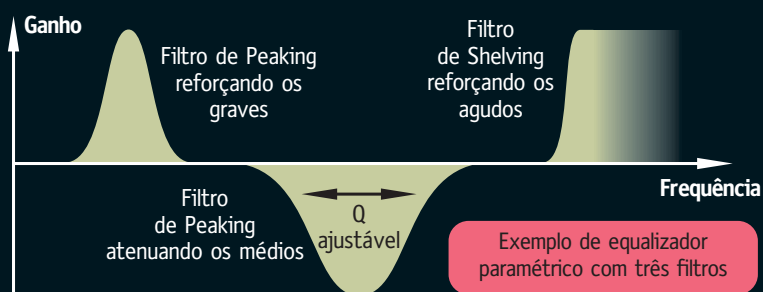 Ganho
Filtro de Peaking
reforçando os
graves
Filtro
de Shelving
reforçando os
agudos
Frequência
Filtro
de Peaking
atenuando os médios
Q
ajustável
Exemplo de equalizador
paramétrico com três filtros